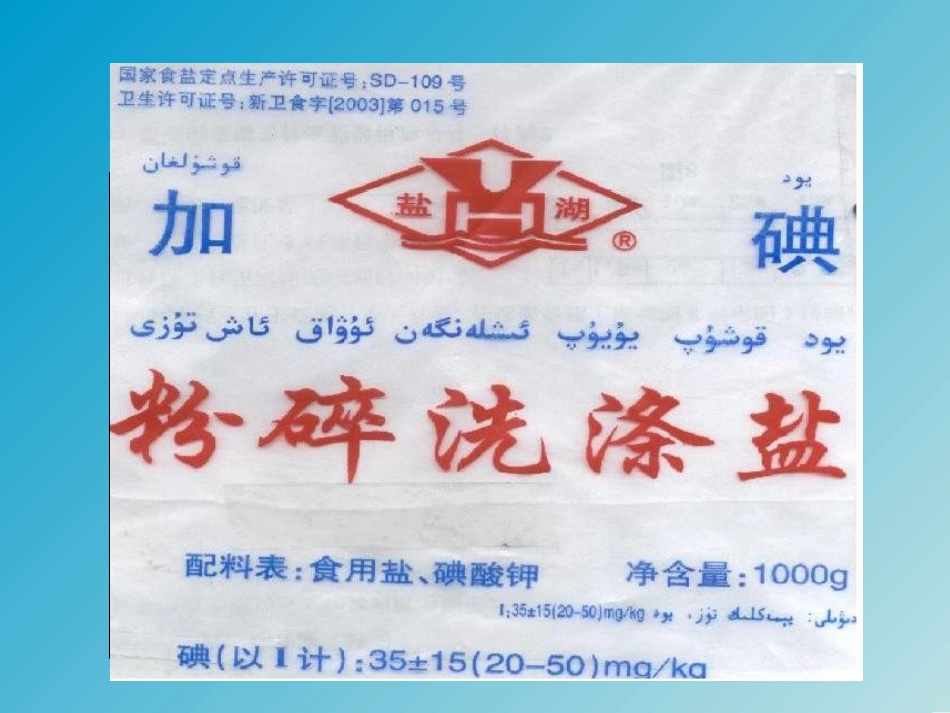 国家食盐定点生产许可证号:SD-109号
卫生许可证号:新卫食字[2003]第015号
قوشۇلغان
يود
加
盐湖
®
碘
يود قوشۇپ يۇيۇپ ئىشلەنگەن ئۇۋاق ئاش تۇزى
粉碎洗涤盐
配料表:食用盐、碘酸钾
净含量:1000g
يېمەكلىك تۇز، يود I:35±15(20-50)mg/kg
碘(以I计):35±15(20-50)mg/kg